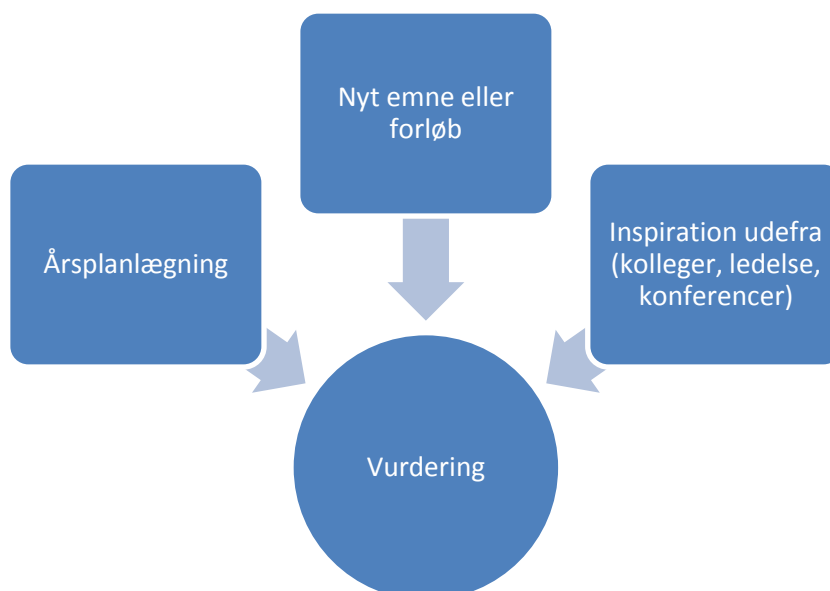 Nyt emne eller
forløb
Årsplanlægning
Inspiration udefra
(kolleger, ledelse,
konferencer)
Vurdering